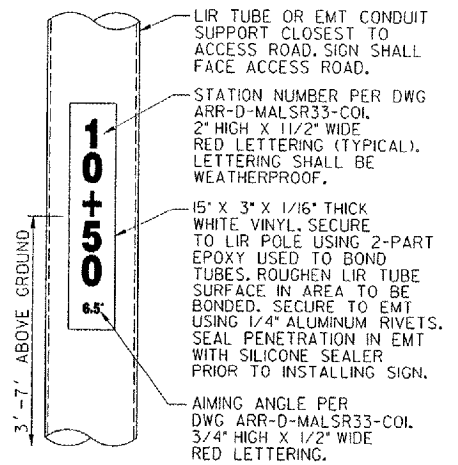 LIR TUBE OR EMT CONDUIT
SUPPORT CLOSEST TO
ACCESS ROAD. SIGN SHALL
FACE ACCESS ROAD.
STATION NUMBER PER DWG
ARR-D-MALSR33-C01.
2" HIGH X 11/2" WIDE
RED LETTERING (TYPICAL).
LETTERING SHALL BE
WEATHERPROOF.
15" X 3" X 1/16" THICK
WHITE VINYL. SECURE
TO LIR POLE USING 2-PART
EPOXY USED TO BOND
TUBES. ROUGHEN LIR TUBE
SURFACE IN AREA TO BE
BONDED. SECURE TO EMT
USING 1/4" ALUMINUM RIVETS.
SEAL PENETRATION IN EMT
WITH SILICONE SEALER
PRIOR TO INSTALLING SIGN.
AIMING ANGLE PER
DWG ARR-D-MALSR33-C01.
3/4" HIGH X 1/2" WIDE
RED LETTERING.
10+50
6.5°
3'-7' ABOVE GROUND